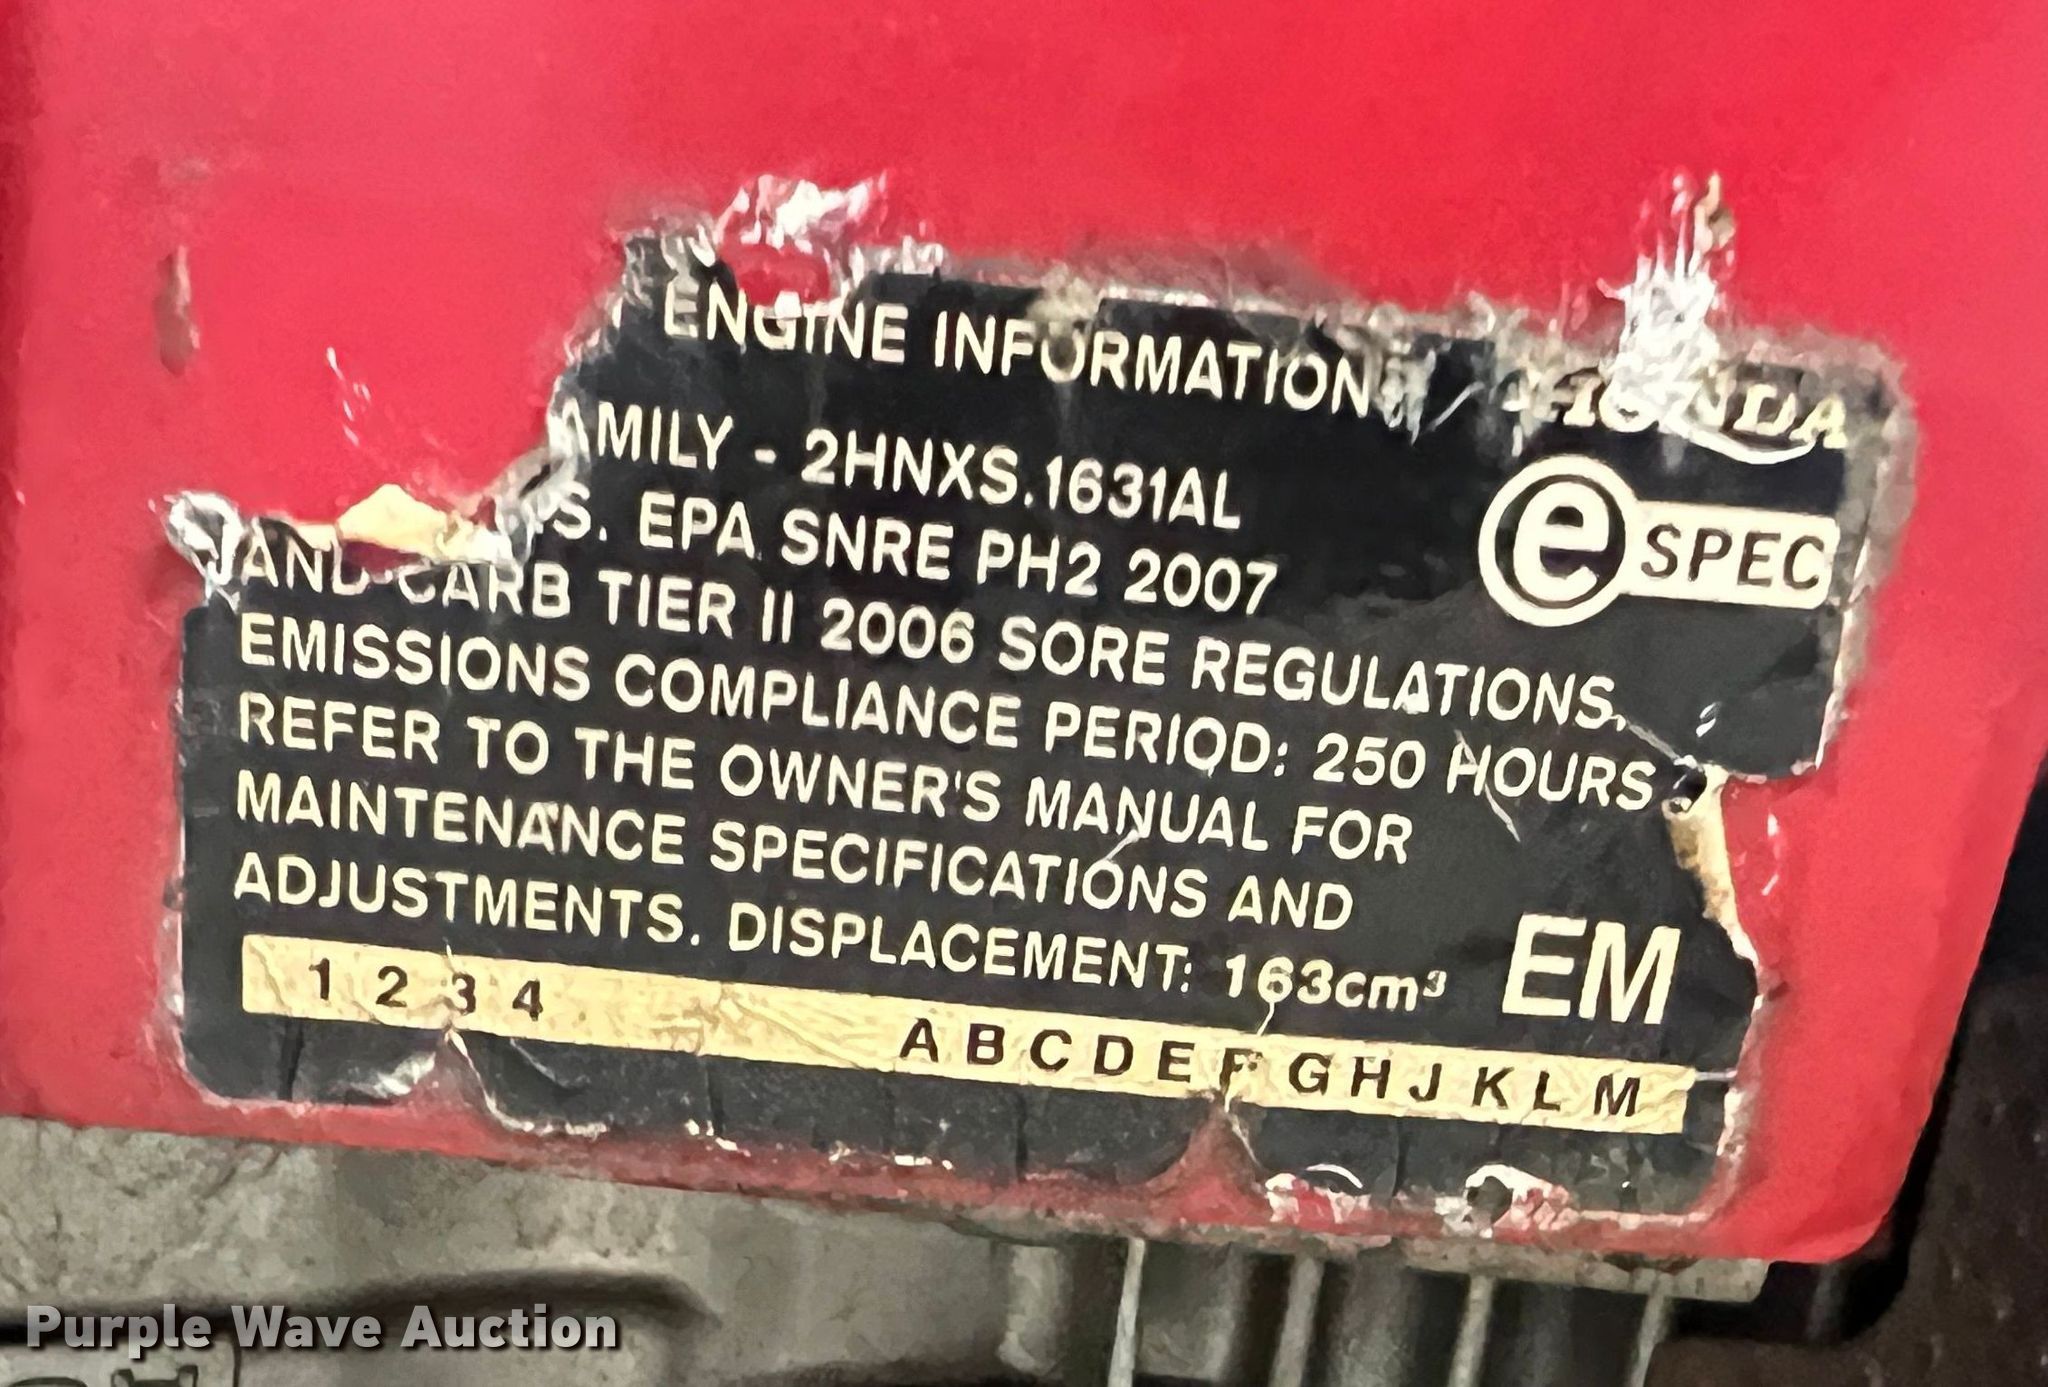 ENGINE INFORMATION HONDA
AMILY - 2HNXS.1631AL
e SPEC
S. EPA SNRE PH2 2007
AND CARB TIER II 2006 SORE REGULATIONS.
EMISSIONS COMPLIANCE PERIOD: 250 HOURS
REFER TO THE OWNER'S MANUAL FOR
MAINTENANCE SPECIFICATIONS AND
ADJUSTMENTS. DISPLACEMENT: 163cm³ EM
1 2 3 4 A B C D E F G H J K L M
Purple Wave Auction